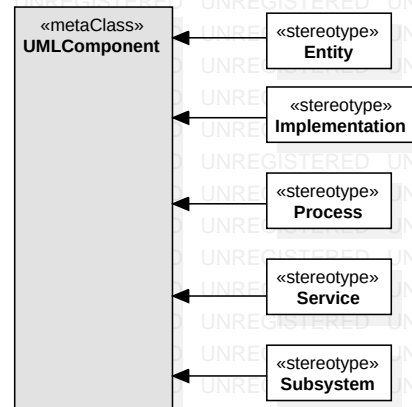 «metaClass»
UMLComponent
«stereotype»
Entity
«stereotype»
Implementation
«stereotype»
Process
«stereotype»
Service
«stereotype»
Subsystem
UNREGISTERED